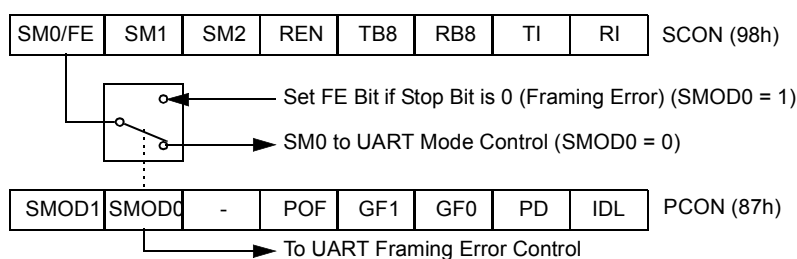 SM0/FE SM1 SM2 REN TB8 RB8 TI RI SCON (98h)
Set FE Bit if Stop Bit is 0 (Framing Error) (SMOD0 = 1)
SM0 to UART Mode Control (SMOD0 = 0)
SMOD1 SMOD0 - POF GF1 GF0 PD IDL PCON (87h)
To UART Framing Error Control